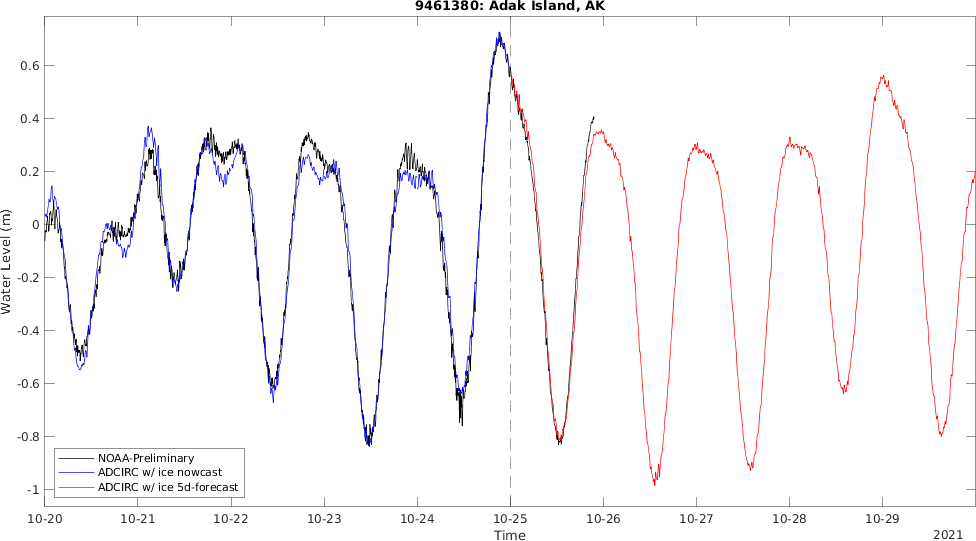 9461380: Adak Island, AK
Water Level (m)
0.6
0.4
0.2
0
-0.2
-0.4
-0.6
-0.8
-1
NOAA-Preliminary
ADCIRC w/ ice nowcast
ADCIRC w/ ice 5d-forecast
10-20 10-21 10-22 10-23 10-24 10-25 10-26 10-27 10-28 10-29
Time
2021